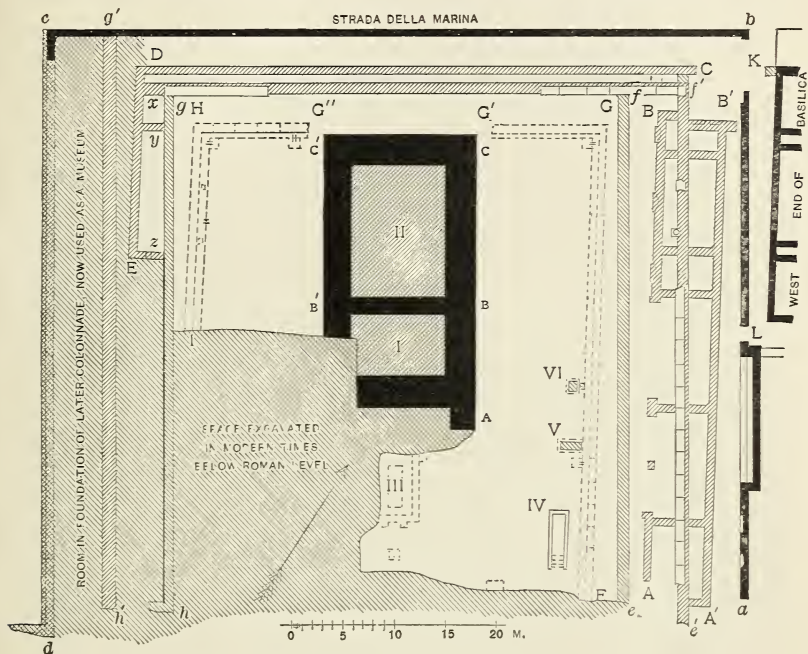 STRADA DELLA MARINA
c g' b
D C K
x g H G'' G' G f f' B B'
y C' C
z
E
II
B' B
I
L
A
VI
V
III
IV
F e A e' A' a
h' h
d
ROOM IN FOUNDATION OF LATER COLONNADE, NOW USED AS A MUSEUM
SPACE EXCAVATED
IN MODERN TIMES
BELOW ROMAN LEVEL
WEST END OF BASILICA
0 5 10 20 M.